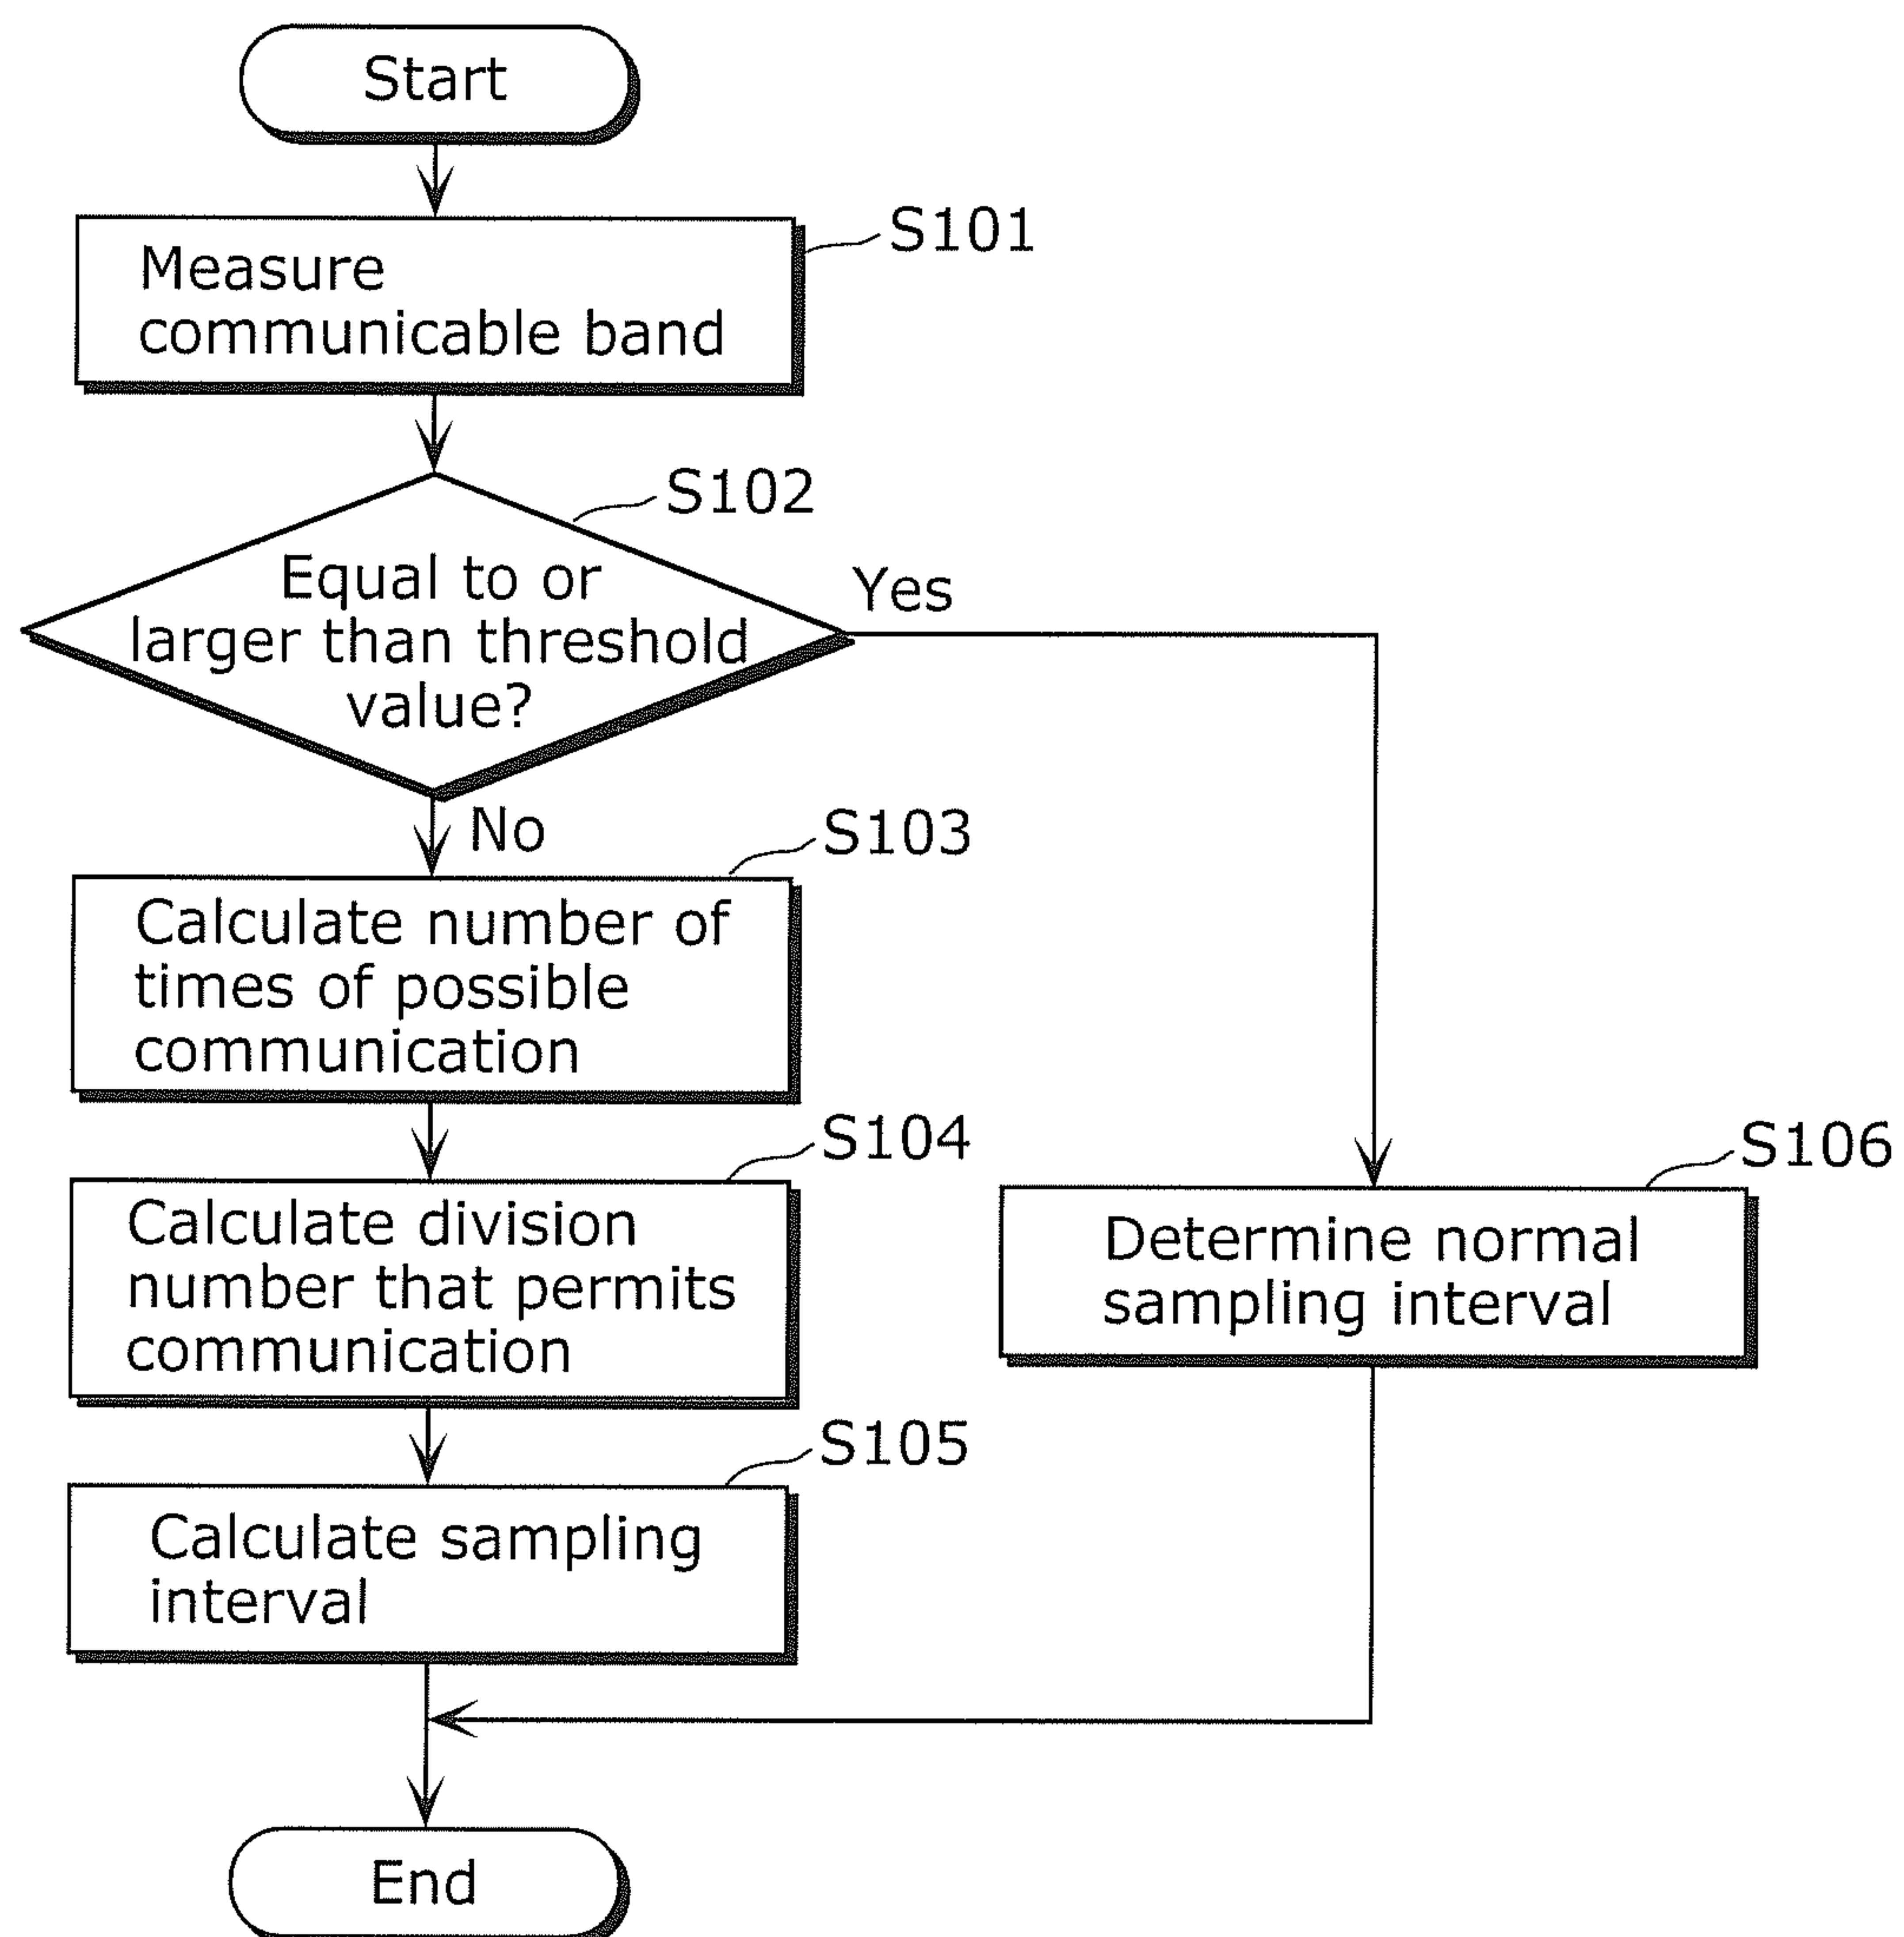 Start
S101
Measure
communicable band
S102
Equal to or
larger than threshold
value?
Yes
No
S103
Calculate number of
times of possible
communication
S104
Calculate division
number that permits
communication
S106
Determine normal
sampling interval
S105
Calculate sampling
interval
End